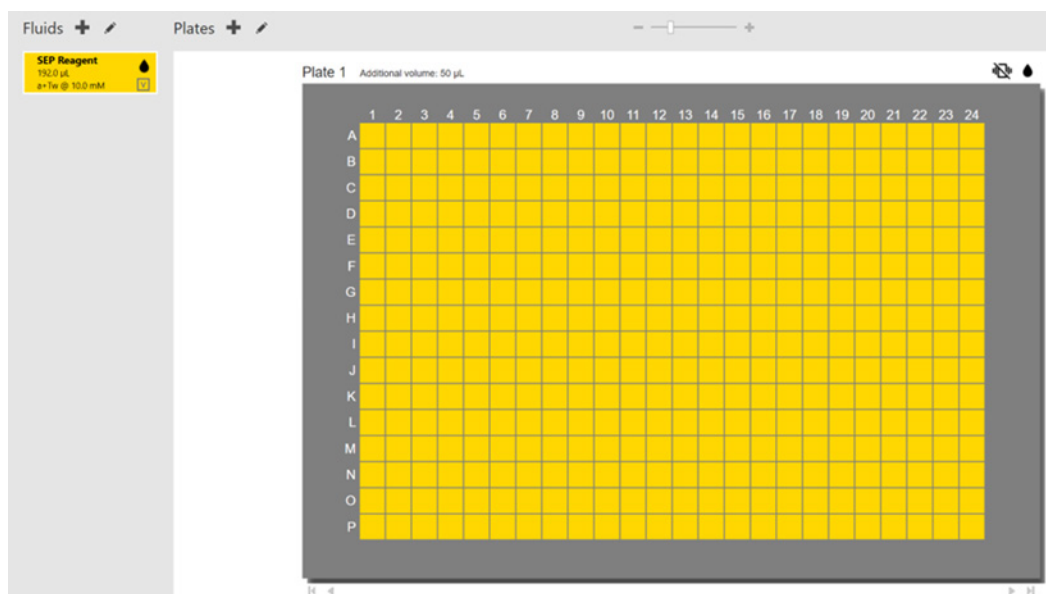 Fluids
Plates
SEP Reagent
192.0 µL
a+Tw @ 10.0 mM
V
Plate 1 Additional volume: 50 µL
1 2 3 4 5 6 7 8 9 10 11 12 13 14 15 16 17 18 19 20 21 22 23 24
A
B
C
D
E
F
G
H
I
J
K
L
M
N
O
P